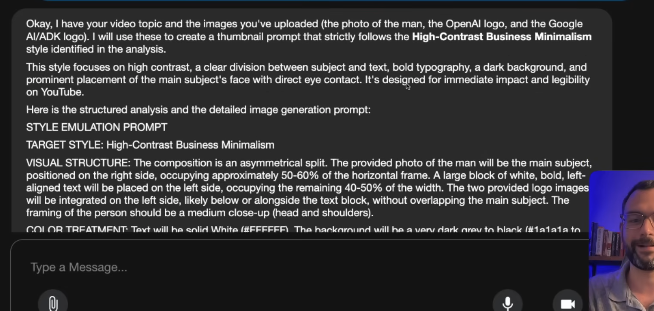 Okay, I have your video topic and the images you've uploaded (the photo of the man, the OpenAI logo, and the Google
AI/ADK logo). I will use these to create a thumbnail prompt that strictly follows the High-Contrast Business Minimalism
style identified in the analysis.
This style focuses on high contrast, a clear division between subject and text, bold typography, a dark background, and
prominent placement of the main subject's face with direct eye contact. It's designed for immediate impact and legibility
on YouTube.
Here is the structured analysis and the detailed image generation prompt:
STYLE EMULATION PROMPT
TARGET STYLE: High-Contrast Business Minimalism
VISUAL STRUCTURE: The composition is an asymmetrical split. The provided photo of the man will be the main subject,
positioned on the right side, occupying approximately 50-60% of the horizontal frame. A large block of white, bold, left-
aligned text will be placed on the left side, occupying the remaining 40-50% of the width. The two provided logo images
will be integrated on the left side, likely below or alongside the text block, without overlapping the main subject. The
framing of the person should be a medium close-up (head and shoulders).
COLOR TREATMENT: Text will be solid White (#FFFFFF). The background will be a very dark grey to black (#1a1a1a to
Type a Message...